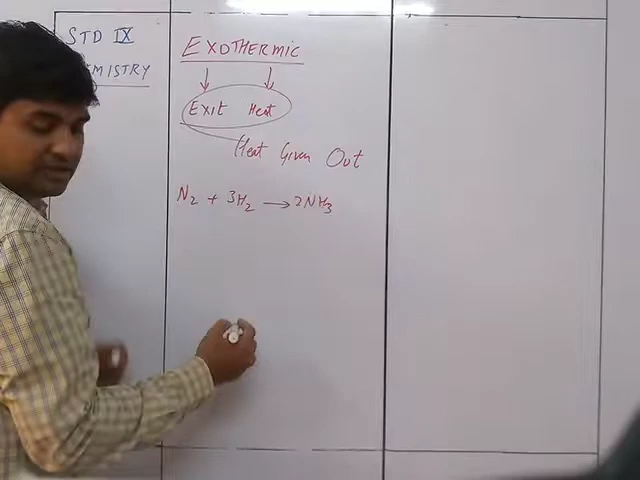 STD IX
EMISTRY
EXOTHERMIC
Exit Heat
Heat Given Out
N₂ + 3H₂ → 2NH₃